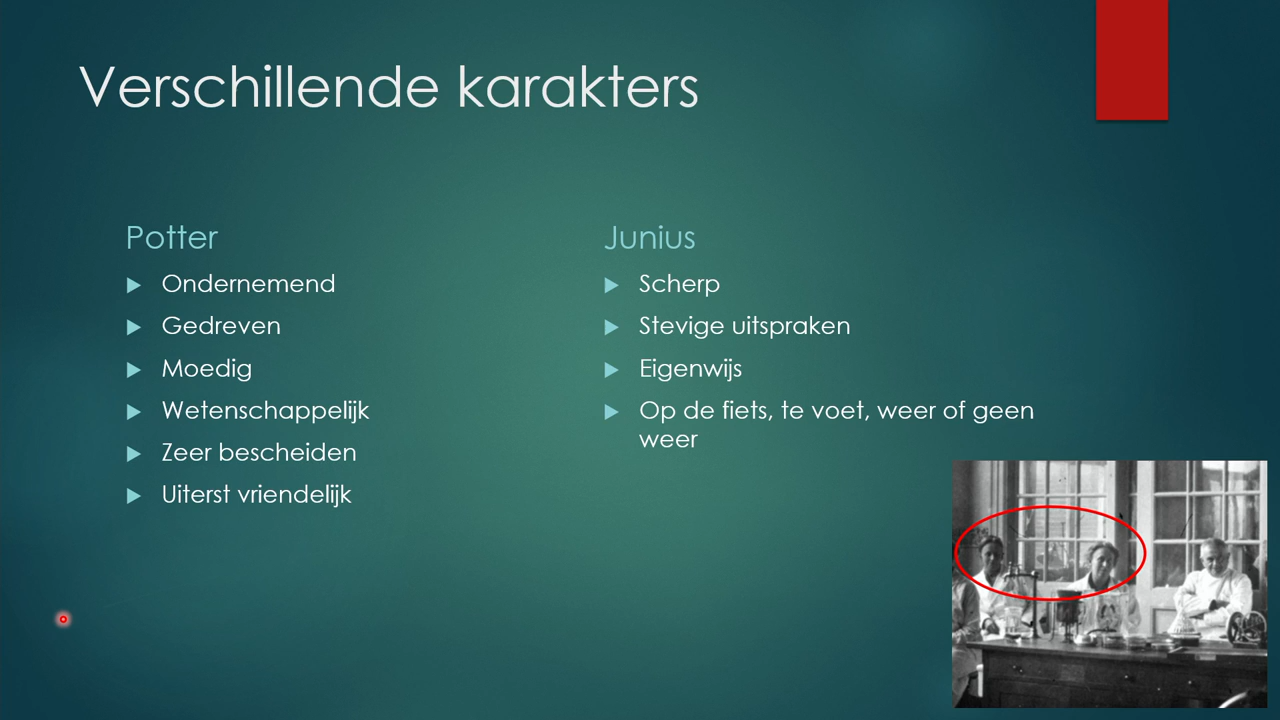 Verschillende karakters
Potter
Ondernemend
Gedreven
Moedig
Wetenschappelijk
Zeer bescheiden
Uiterst vriendelijk
Junius
Scherp
Stevige uitspraken
Eigenwijs
Op de fiets, te voet, weer of geen
weer